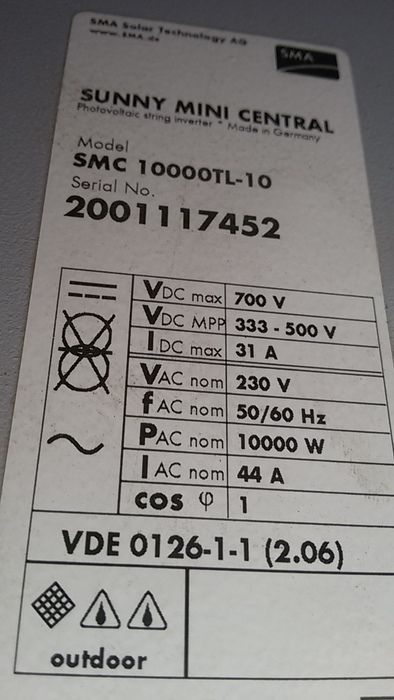 SMA Solar Technology AG
www.SMA.de
SMA
SUNNY MINI CENTRAL
Photovoltaic string inverter * Made in Germany
Model
SMC 10000TL-10
Serial No.
2001117452
VDC max 700 V
VDC MPP 333 - 500 V
IDC max 31 A
VAC nom 230 V
fAC nom 50/60 Hz
PAC nom 10000 W
IAC nom 44 A
cos φ 1
VDE 0126-1-1 (2.06)
outdoor